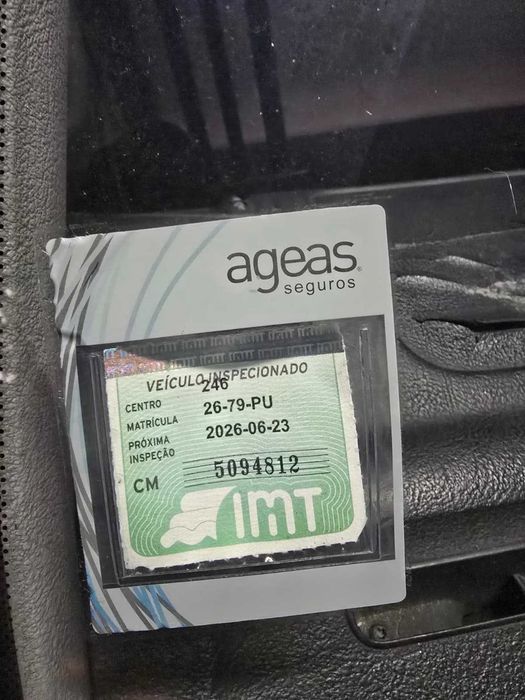 ageas
seguros
VEÍCULO INSPECIONADO
CENTRO 246
MATRÍCULA 26-79-PU
PRÓXIMA INSPEÇÃO 2026-06-23
CM 5094812
IMT